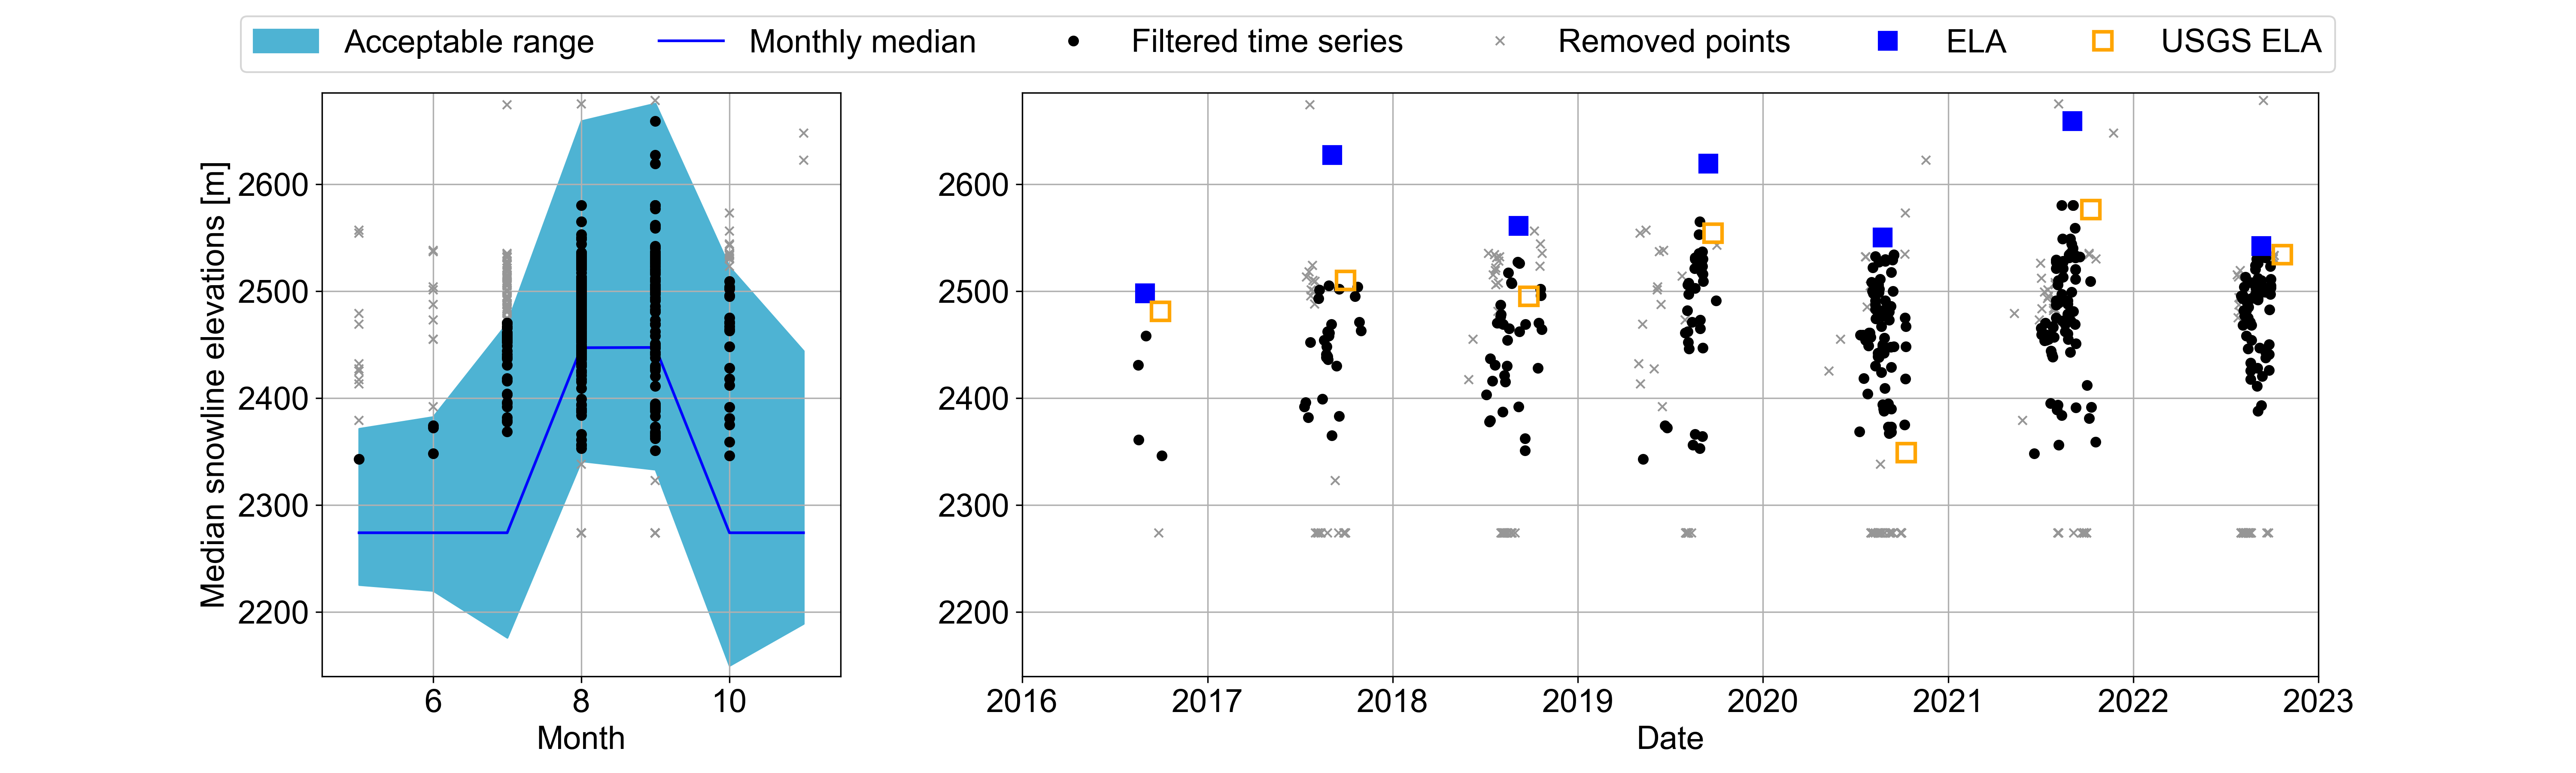 Acceptable range Monthly median Filtered time series Removed points ELA USGS ELA
Median snowline elevations [m]
2600
2500
2400
2300
2200
6 8 10
Month
2600
2500
2400
2300
2200
2016 2017 2018 2019 2020 2021 2022 2023
Date